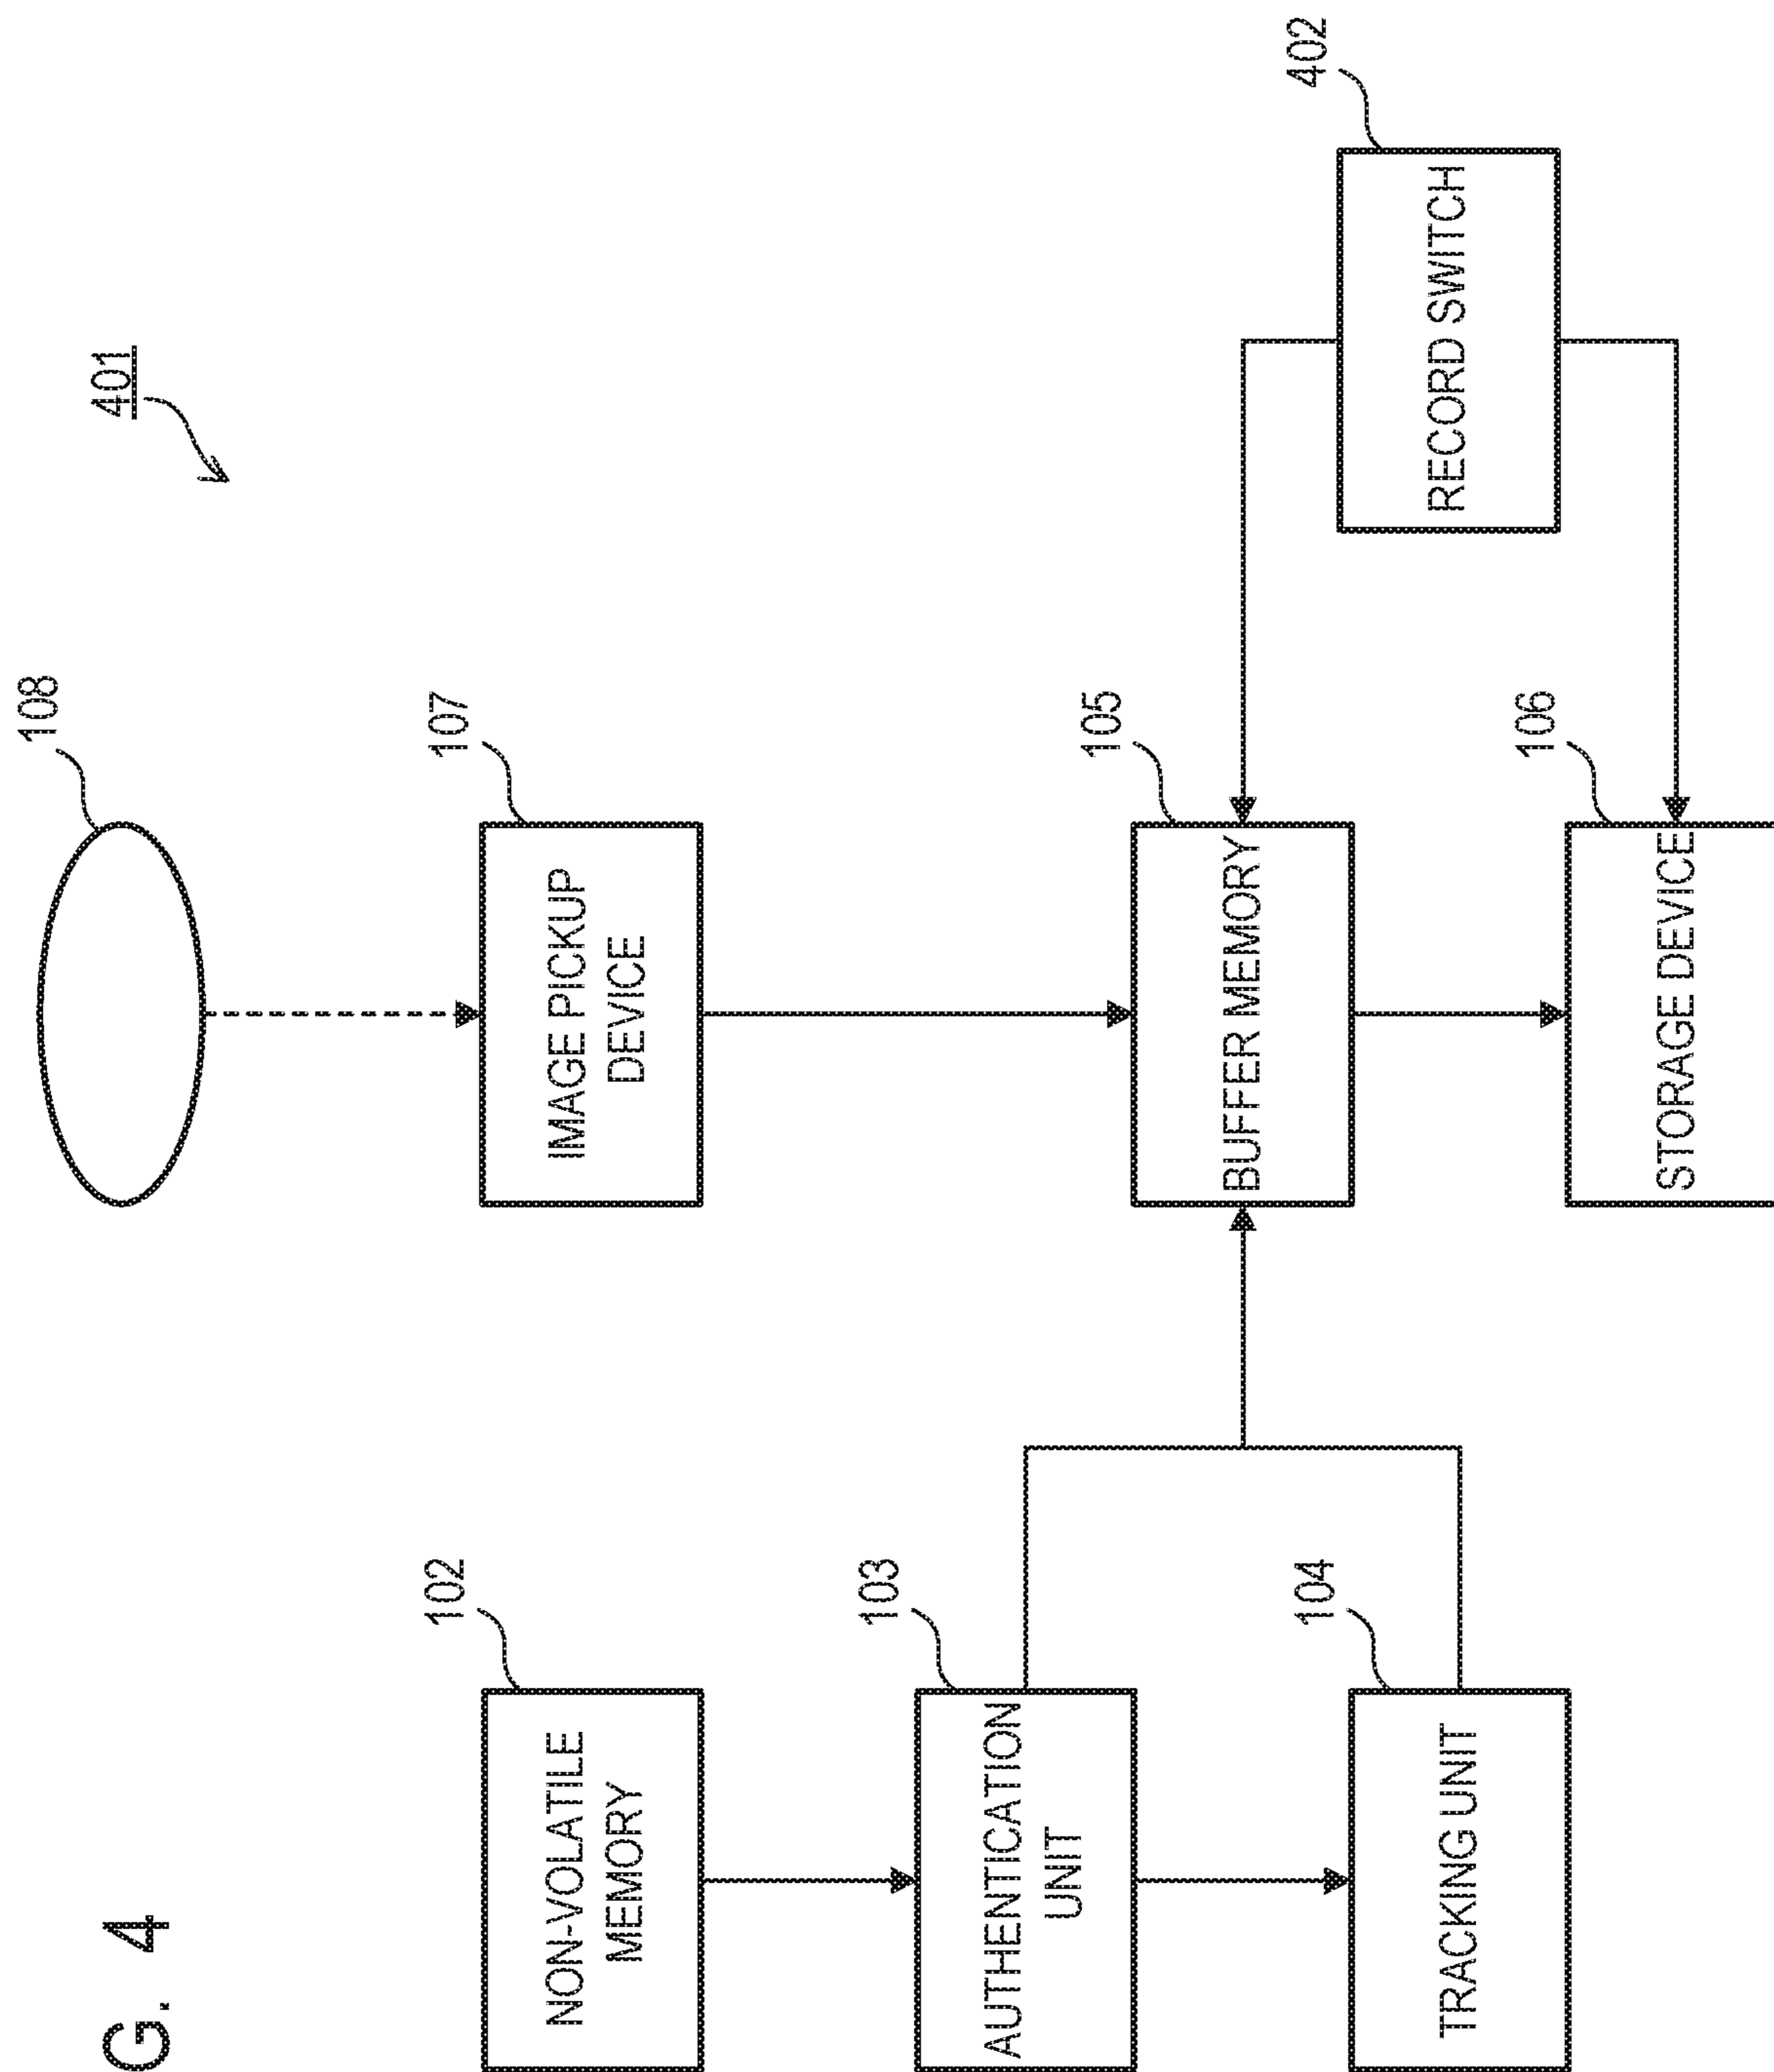 G. 4
108
401
102
107
NON-VOLATILE
MEMORY
IMAGE PICKUP
DEVICE
103
AUTHENTICATION
UNIT
105
BUFFER MEMORY
104
402
TRACKING UNIT
RECORD SWITCH
106
STORAGE DEVICE